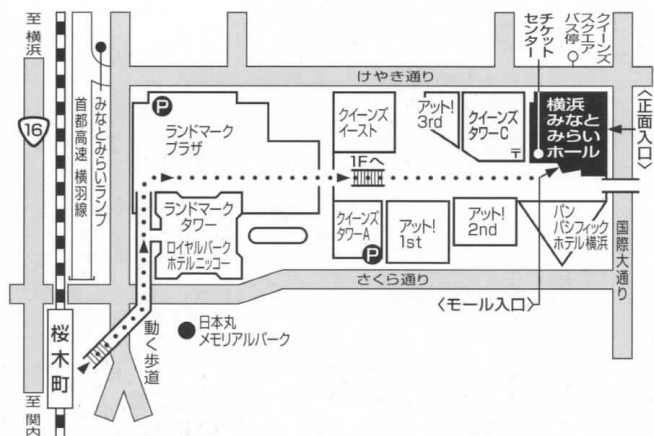 至 横浜
16
首都高速 横羽線
みなとみらいランプ
けやき通り
クイーンズ
スクエア
バス停
チケット
センター
〈正面入口〉
横浜
みなと
みらい
ホール
P
ランドマーク
プラザ
クイーンズ
イースト
アット!
3rd
クイーンズ
タワーC
〒
1Fへ
ランドマーク
タワー
ロイヤルパーク
ホテルニッコー
クイーンズ
タワーA
P
アット!
1st
アット!
2nd
パン
パシフィック
ホテル横浜
国際大通り
さくら通り
〈モール入口〉
動く歩道
日本丸
メモリアルパーク
桜木町
至 関内